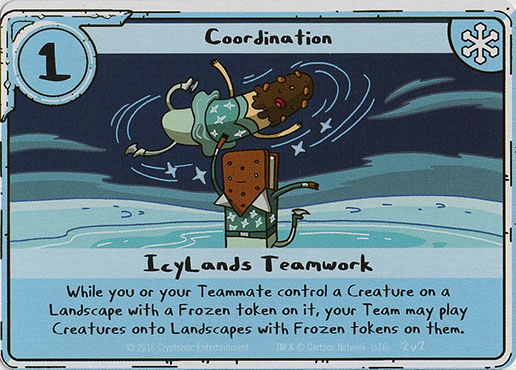 Coordination
1
IcyLands Teamwork
While you or your Teammate control a Creature on a
Landscape with a Frozen token on it, your Team may play
Creatures onto Landscapes with Frozen tokens on them.
© 2016 Cryptozoic Entertainment TM & © Cartoon Network. (s16) 2v2